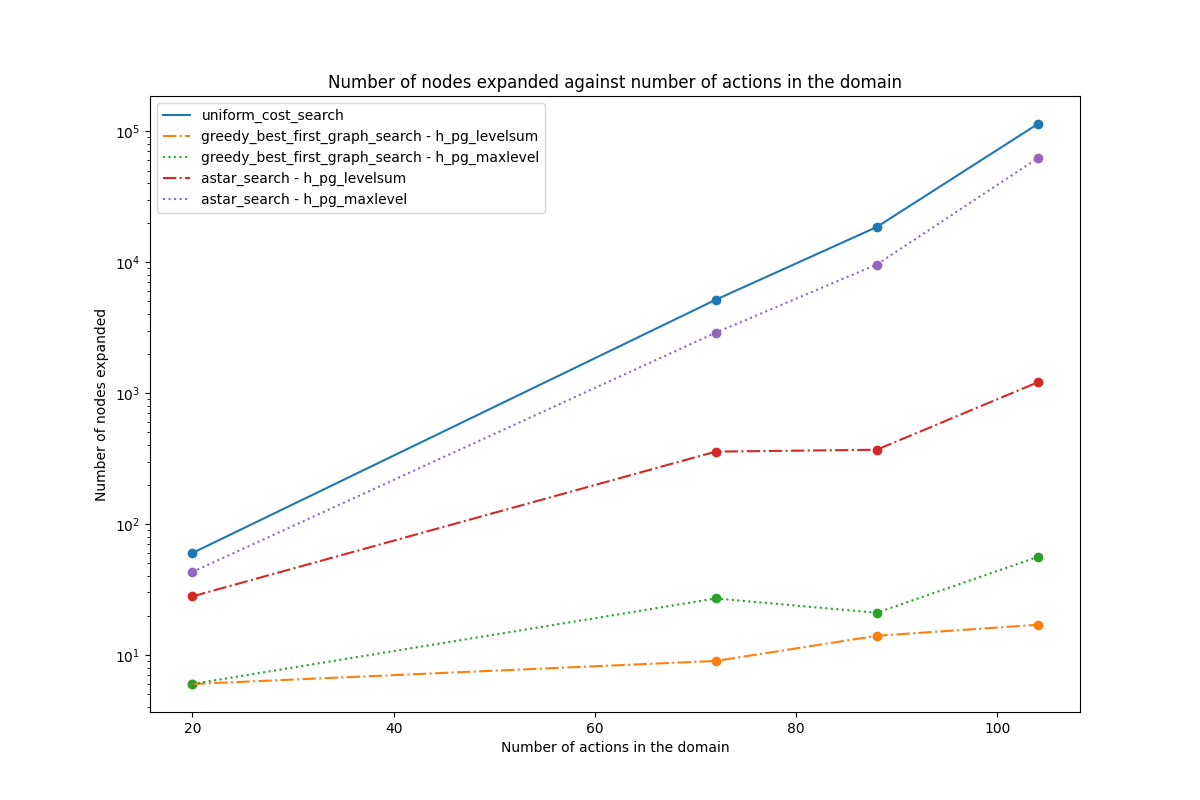 Number of nodes expanded against number of actions in the domain
uniform_cost_search
greedy_best_first_graph_search - h_pg_levelsum
greedy_best_first_graph_search - h_pg_maxlevel
astar_search - h_pg_levelsum
astar_search - h_pg_maxlevel
Number of nodes expanded
10^5
10^4
10^3
10^2
10^1
20 40 60 80 100
Number of actions in the domain